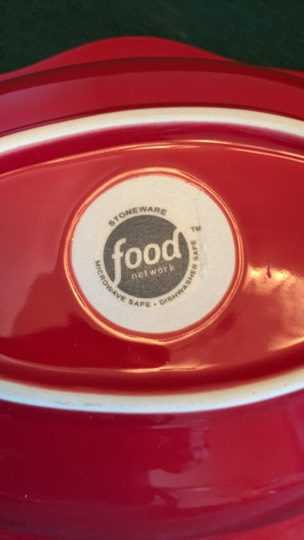 STONEWARE
food
network
TM
MICROWAVE SAFE • DISHWASHER SAFE